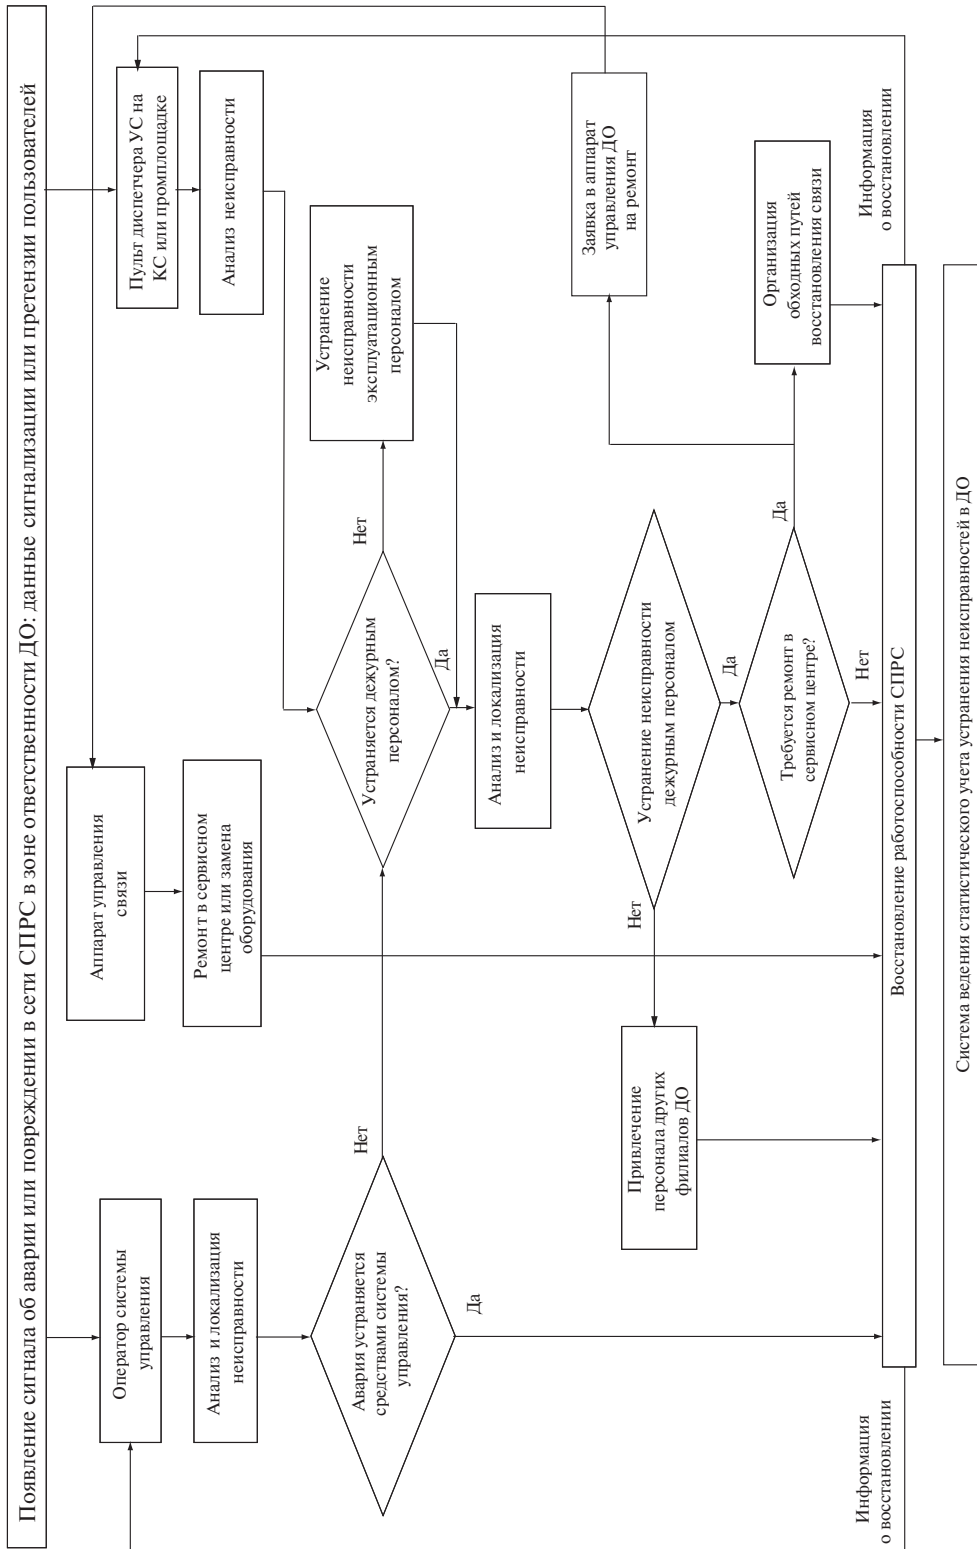 Появление сигнала об аварии или повреждении в сети СПРС в зоне ответственности ДО: данные сигнализации или претензии пользователей
Оператор системы
управления
Анализ и локализация
неисправности
Авария устраняется
средствами системы
управления?
Нет
Да
Аппарат управления
связи
Ремонт в сервисном
центре или замена
оборудования
Пульт диспетчера УС на
КС или промплощадке
Анализ неисправности
Устраняется дежурным
персоналом?
Нет
Да
Устранение
неисправности
эксплуатационным
персоналом
Анализ и локализация
неисправности
Устранение неисправности
дежурным персоналом
Нет
Да
Привлечение
персонала других
филиалов ДО
Требуется ремонт в
сервисном центре?
Да
Нет
Заявка в аппарат
управления ДО
на ремонт
Организация
обходных путей
восстановления связи
Информация
о восстановлении
Информация
о восстановлении
Восстановление работоспособности СПРС
Система ведения статистического учета устранения неисправностей в ДО